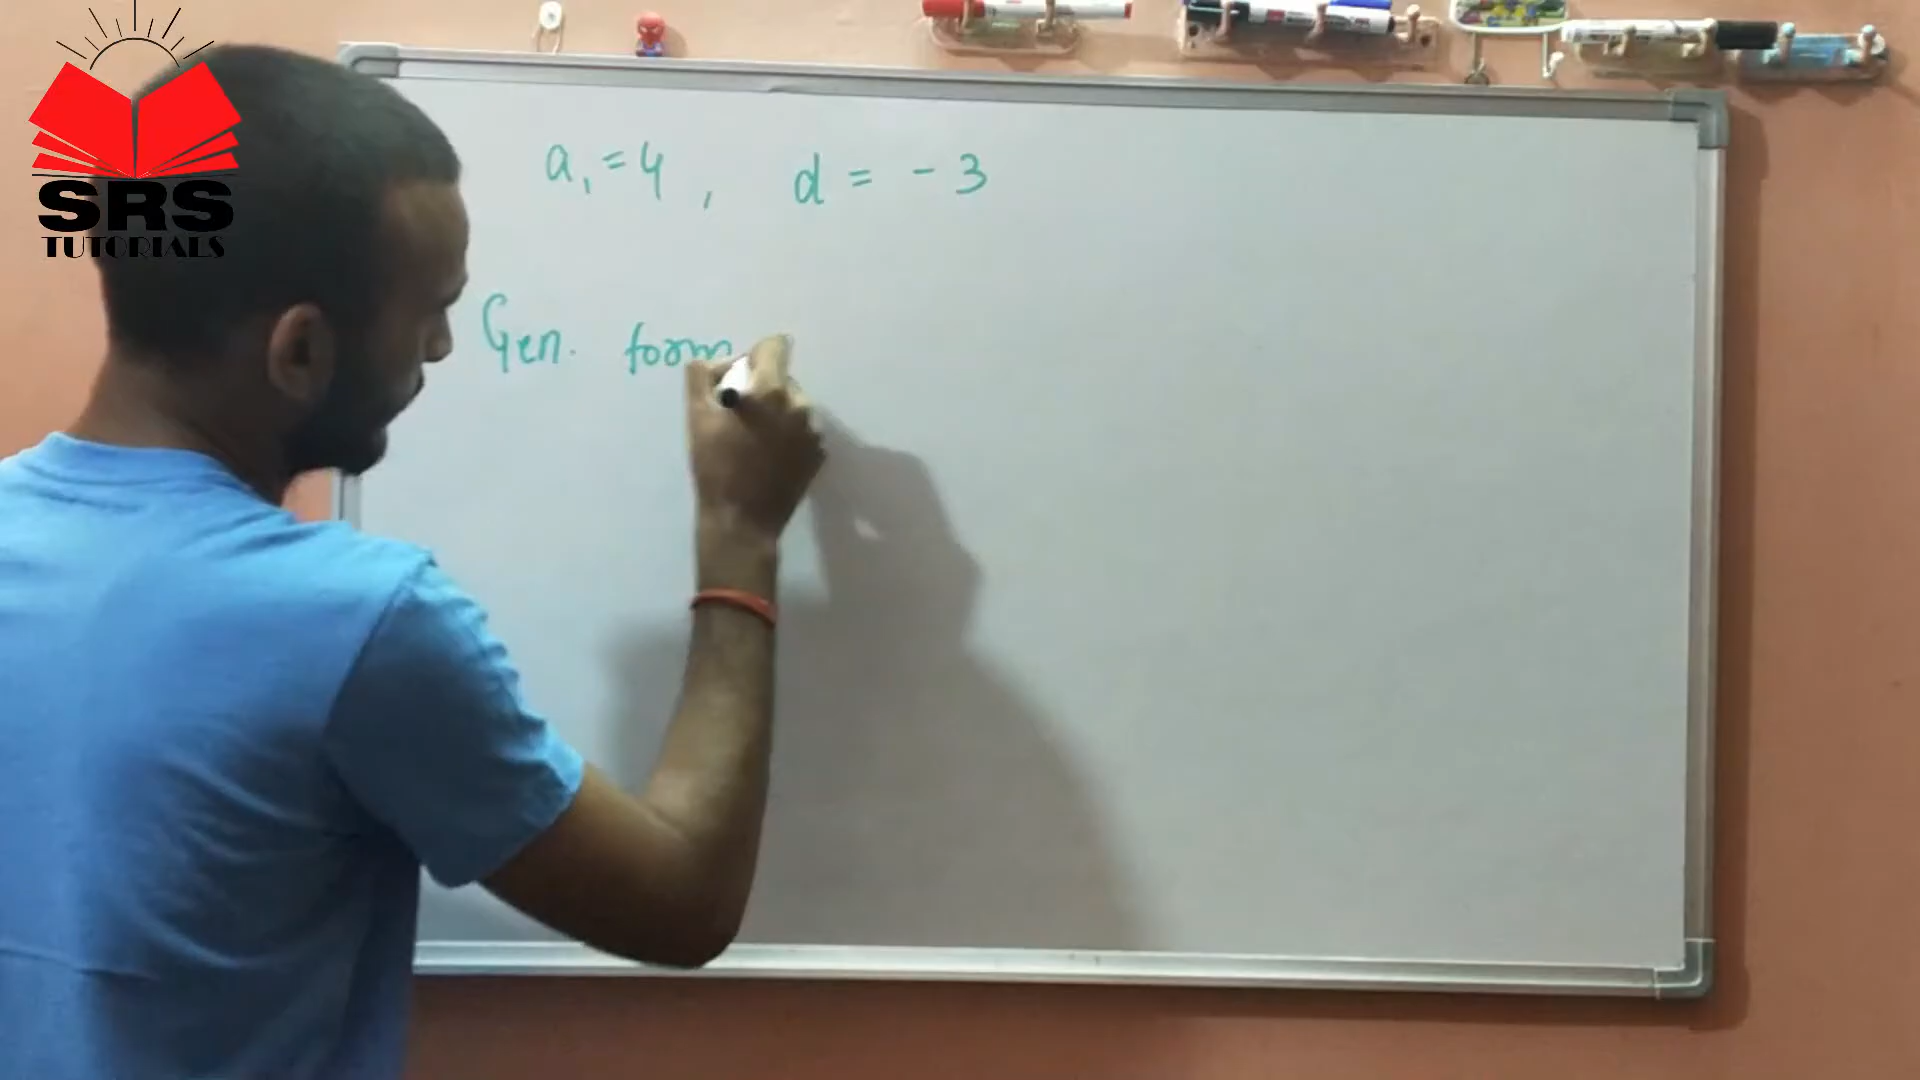 SRS
TUTORIALS
a₁ = 4 , d = - 3
Gen. form